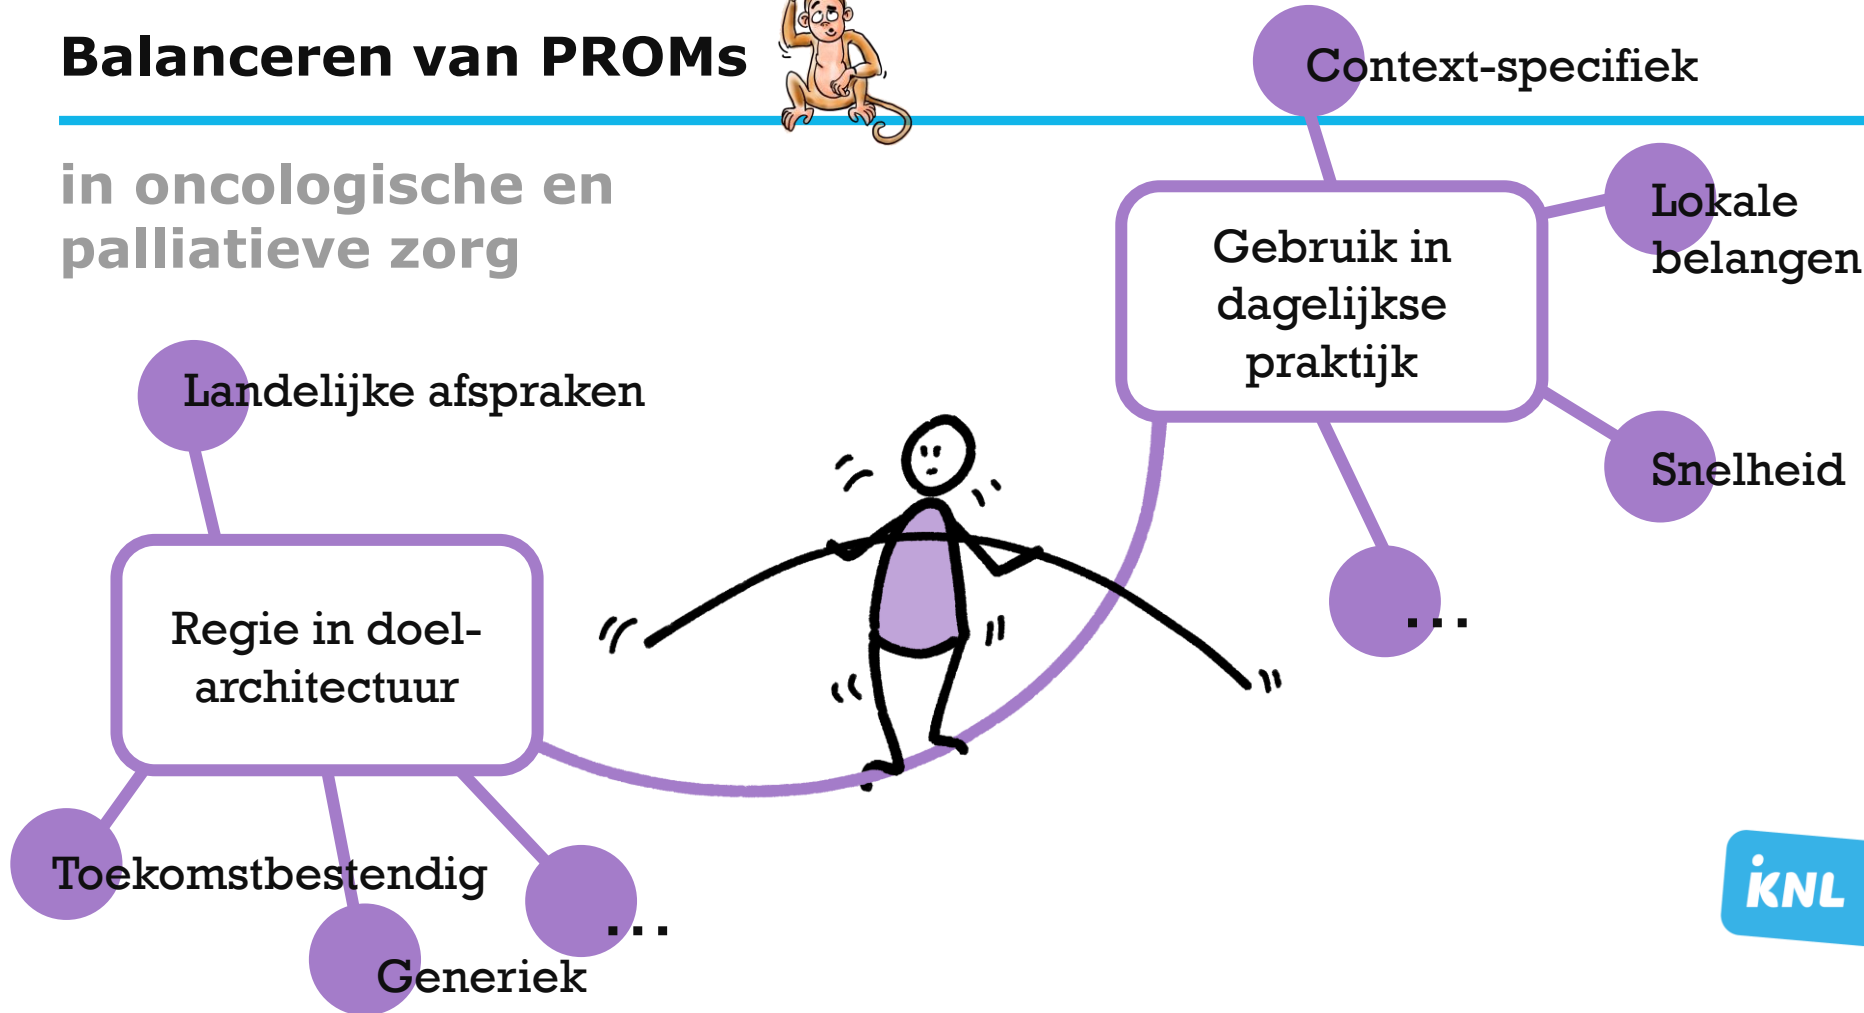 Balanceren van PROMs
in oncologische en
palliatieve zorg
Context-specifiek
Lokale
belangen
Gebruik in
dagelijkse
praktijk
Snelheid
...
Landelijke afspraken
Regie in doel-
architectuur
Toekomstbestendig
...
Generiek
iKNL